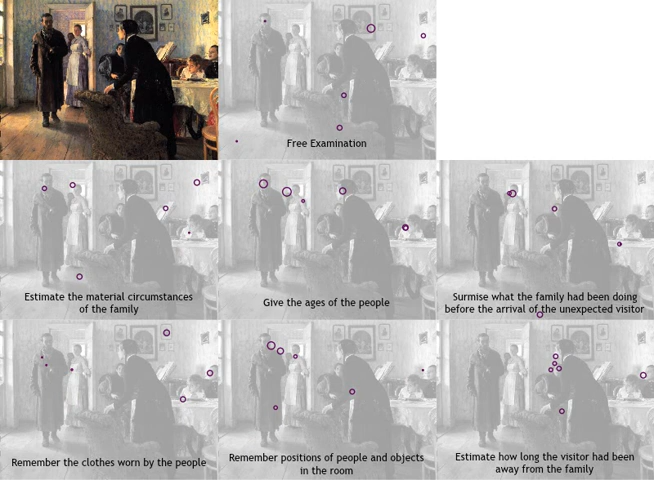 Free Examination
Estimate the material circumstances
of the family
Give the ages of the people
Surmise what the family had been doing
before the arrival of the unexpected visitor
Remember the clothes worn by the people
Remember positions of people and objects
in the room
Estimate how long the visitor had been
away from the family